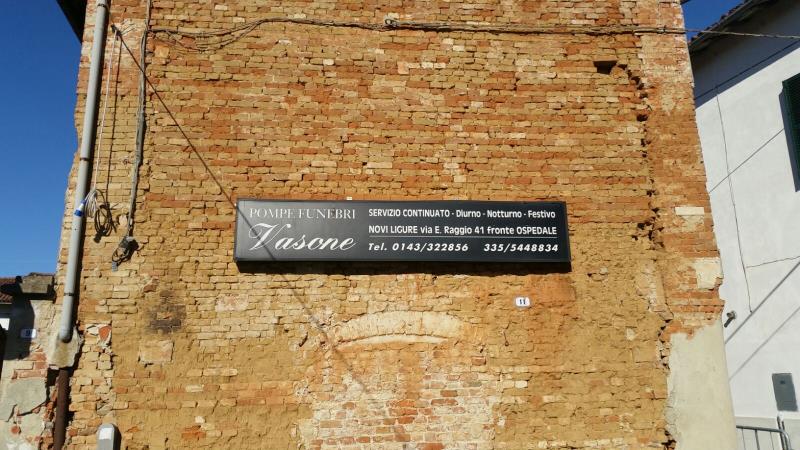 POMPE FUNEBRI
Vasone
SERVIZIO CONTINUATO - Diurno - Notturno - Festivo
NOVI LIGURE via E. Raggio 41 fronte OSPEDALE
Tel. 0143/322856 335/5448834
11